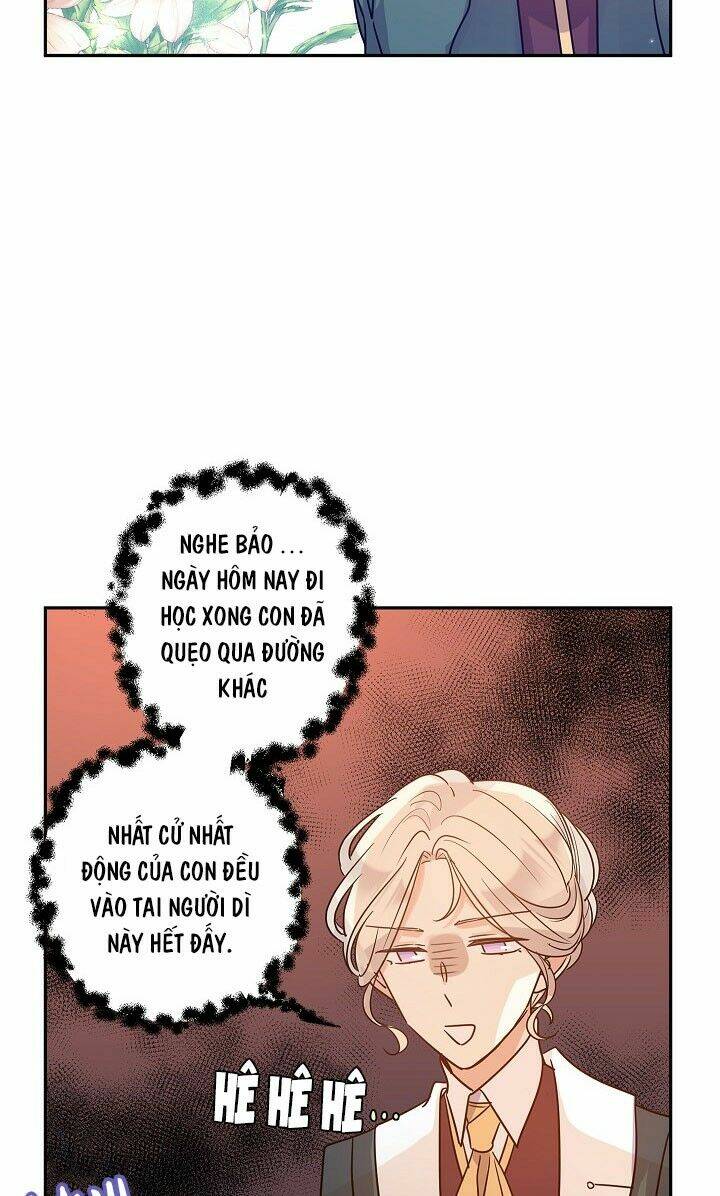 NGHE BẢO ...
NGÀY HÔM NAY ĐI
HỌC XONG CON ĐÃ
QUẸO QUA ĐƯỜNG
KHÁC
NHẤT CỬ NHẤT
ĐỘNG CỦA CON ĐỀU
VÀO TAI NGƯỜI DÌ
NÀY HẾT ĐẤY.
HÊ HÊ HÊ...